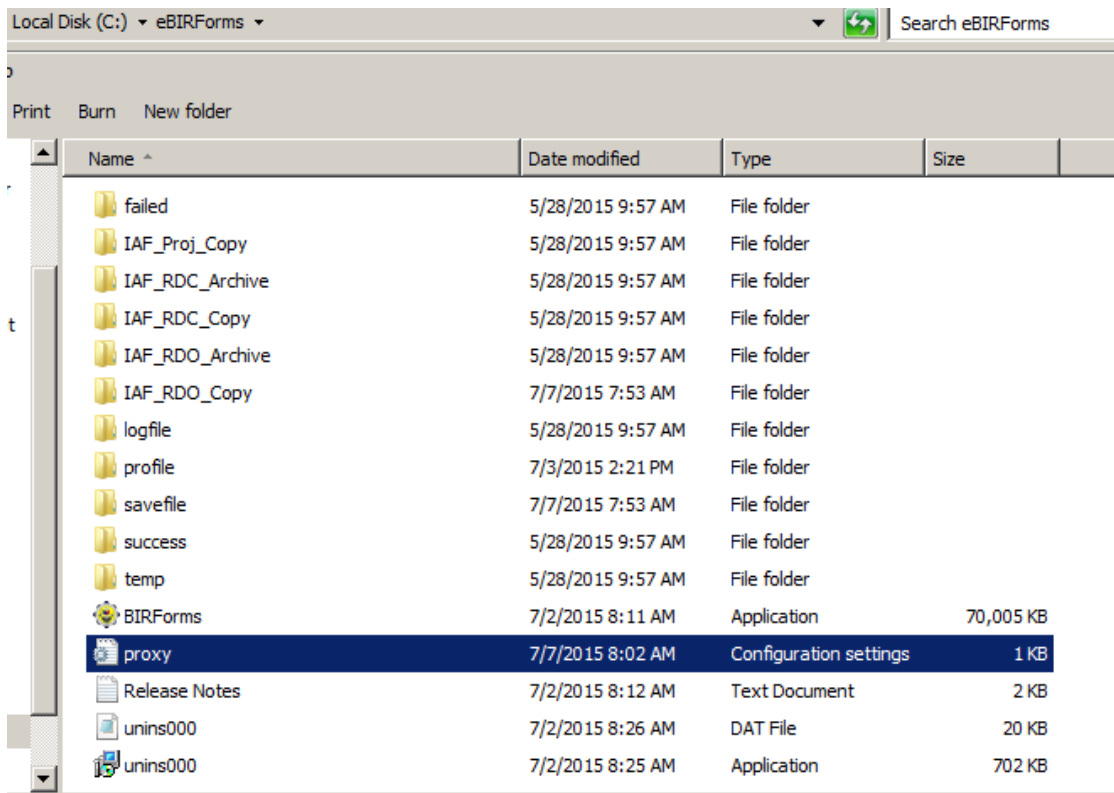 Local Disk (C:) eBIRForms Search eBIRForms
Print Burn New folder
Name Date modified Type Size
failed 5/28/2015 9:57 AM File folder
IAF_Proj_Copy 5/28/2015 9:57 AM File folder
IAF_RDC_Archive 5/28/2015 9:57 AM File folder
IAF_RDC_Copy 5/28/2015 9:57 AM File folder
t
IAF_RDO_Archive 5/28/2015 9:57 AM File folder
IAF_RDO_Copy 7/7/2015 7:53 AM File folder
logfile 5/28/2015 9:57 AM File folder
profile 7/3/2015 2:21 PM File folder
savefile 7/7/2015 7:53 AM File folder
success 5/28/2015 9:57 AM File folder
temp 5/28/2015 9:57 AM File folder
BIRForms 7/2/2015 8:11 AM Application 70,005 KB
proxy 7/7/2015 8:02 AM Configuration settings 1 KB
Release Notes 7/2/2015 8:12 AM Text Document 2 KB
unins000 7/2/2015 8:26 AM DAT File 20 KB
unins000 7/2/2015 8:25 AM Application 702 KB